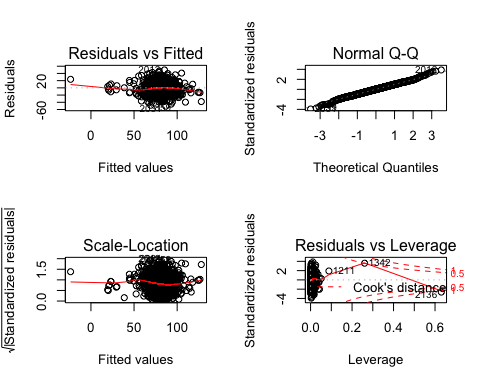 Residuals vs Fitted
Residuals
-60
20
0
50
100
Fitted values
Normal Q-Q
Standardized residuals
-4
2
-3
-1
1
2
3
Theoretical Quantiles
Scale-Location
√|Standardized residuals|
0.0
1.5
0
50
100
Fitted values
Residuals vs Leverage
Standardized residuals
-4
2
1211
1342
2136
Cook's distance
1
0.5
0.5
1
0.0
0.2
0.4
0.6
Leverage